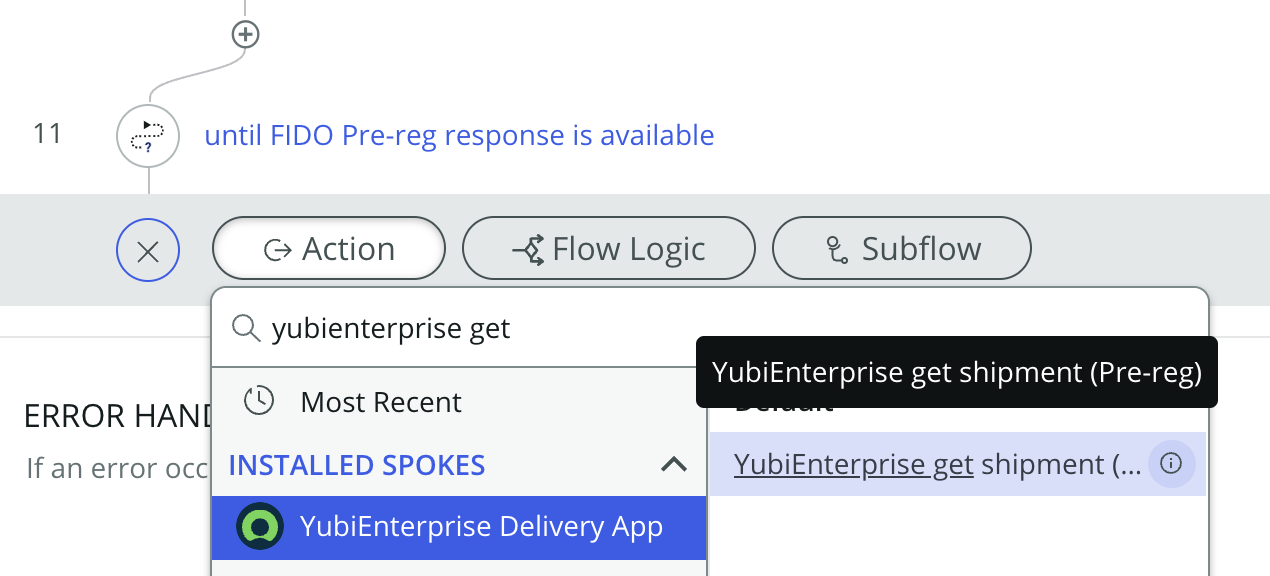 11
until FIDO Pre-reg response is available
?
Action
Flow Logic
Subflow
yubienterprise get
YubiEnterprise get shipment (Pre-reg)
Most Recent
Default
ERROR HAND
INSTALLED SPOKES
YubiEnterprise get shipment (...
If an error occ
YubiEnterprise Delivery App